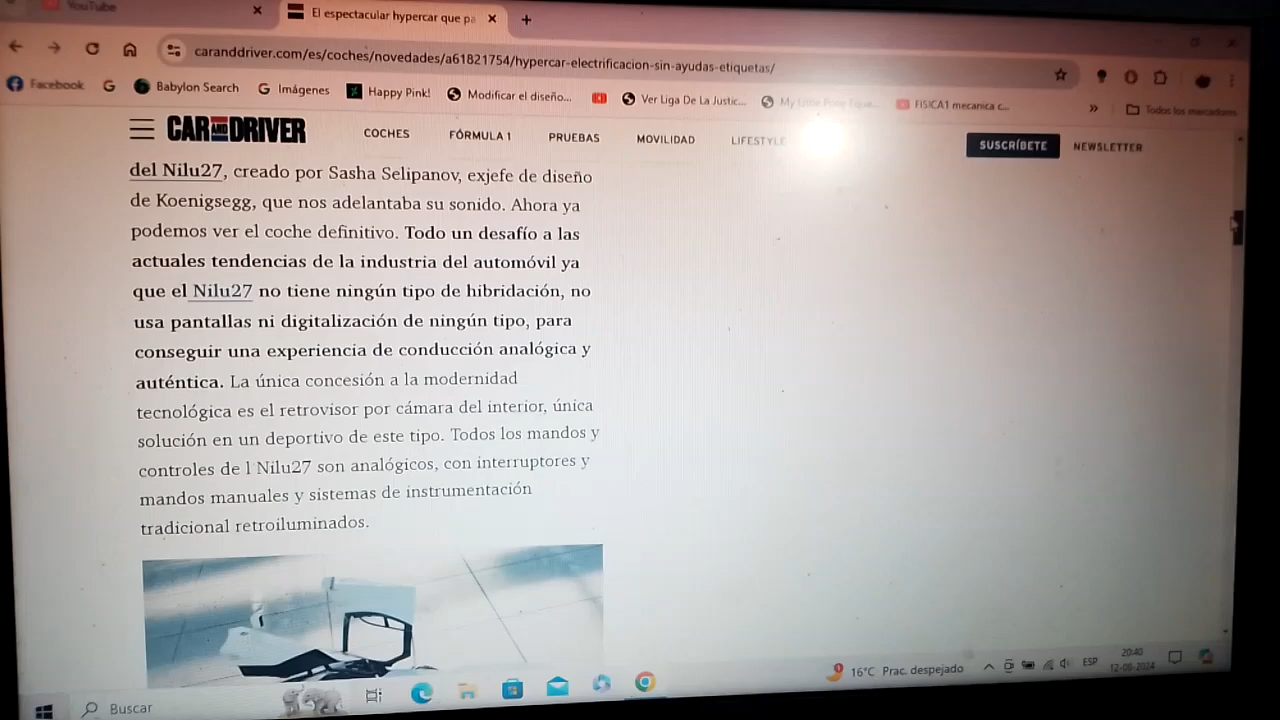 YouTube
El espectacular hypercar que pa
caranddriver.com/es/coches/novedades/a61821754/hypercar-electrificacion-sin-ayudas-etiquetas/
Facebook
Babylon Search
Imágenes
Happy Pink!
Modificar el diseño...
Ver Liga De La Justic...
FISICA1 mecanica c...
»
Todos los marcadores
CAR AND DRIVER
COCHES
FÓRMULA 1
PRUEBAS
MOVILIDAD
LIFESTYLE
SUSCRÍBETE
NEWSLETTER
del Nilu27, creado por Sasha Selipanov, exjefe de diseño
de Koenigsegg, que nos adelantaba su sonido. Ahora ya
podemos ver el coche definitivo. Todo un desafío a las
actuales tendencias de la industria del automóvil ya
que el Nilu27 no tiene ningún tipo de hibridación, no
usa pantallas ni digitalización de ningún tipo, para
conseguir una experiencia de conducción analógica y
auténtica. La única concesión a la modernidad
tecnológica es el retrovisor por cámara del interior, única
solución en un deportivo de este tipo. Todos los mandos y
controles de l Nilu27 son analógicos, con interruptores y
mandos manuales y sistemas de instrumentación
tradicional retroiluminados.
Buscar
16°C Prac. despejado
ESP
20:40
12-08-2024